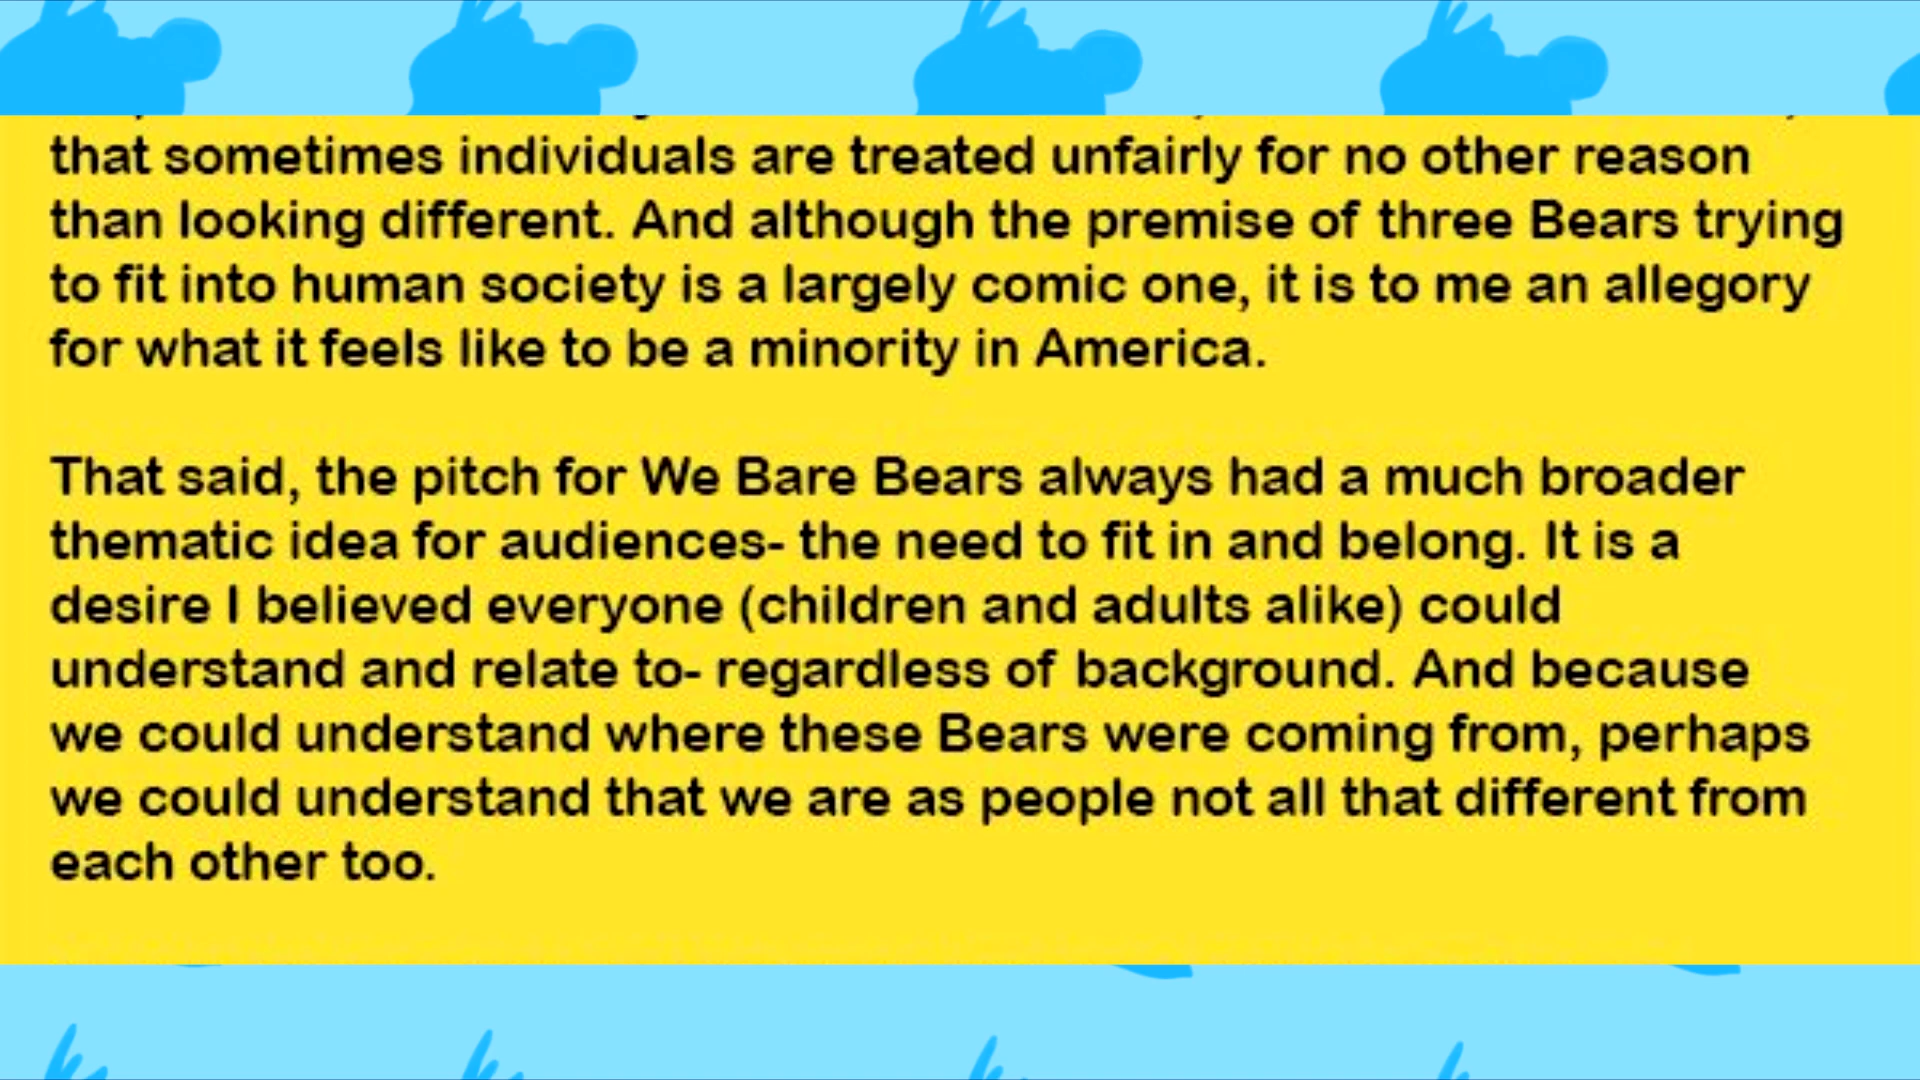 that sometimes individuals are treated unfairly for no other reason
than looking different. And although the premise of three Bears trying
to fit into human society is a largely comic one, it is to me an allegory
for what it feels like to be a minority in America.
That said, the pitch for We Bare Bears always had a much broader
thematic idea for audiences- the need to fit in and belong. It is a
desire I believed everyone (children and adults alike) could
understand and relate to- regardless of background. And because
we could understand where these Bears were coming from, perhaps
we could understand that we are as people not all that different from
each other too.